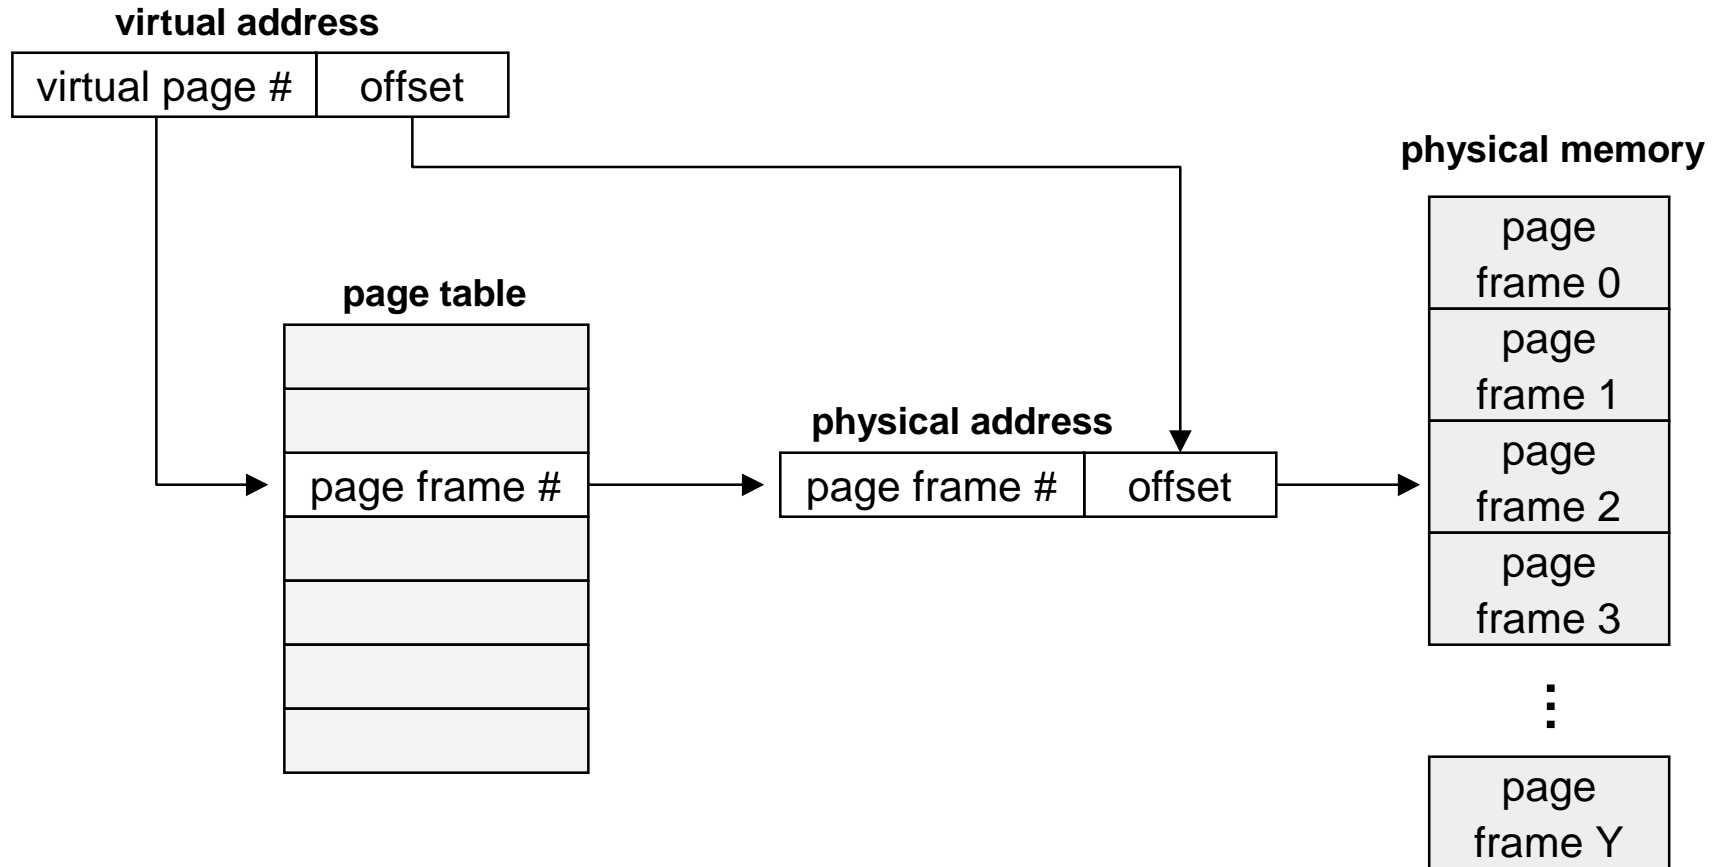 virtual address
virtual page #
offset
physical memory
page
frame 0
page table
page
frame 1
physical address
page
frame 2
page frame #
page frame #
offset
page
frame 3
⋮
page
frame Y